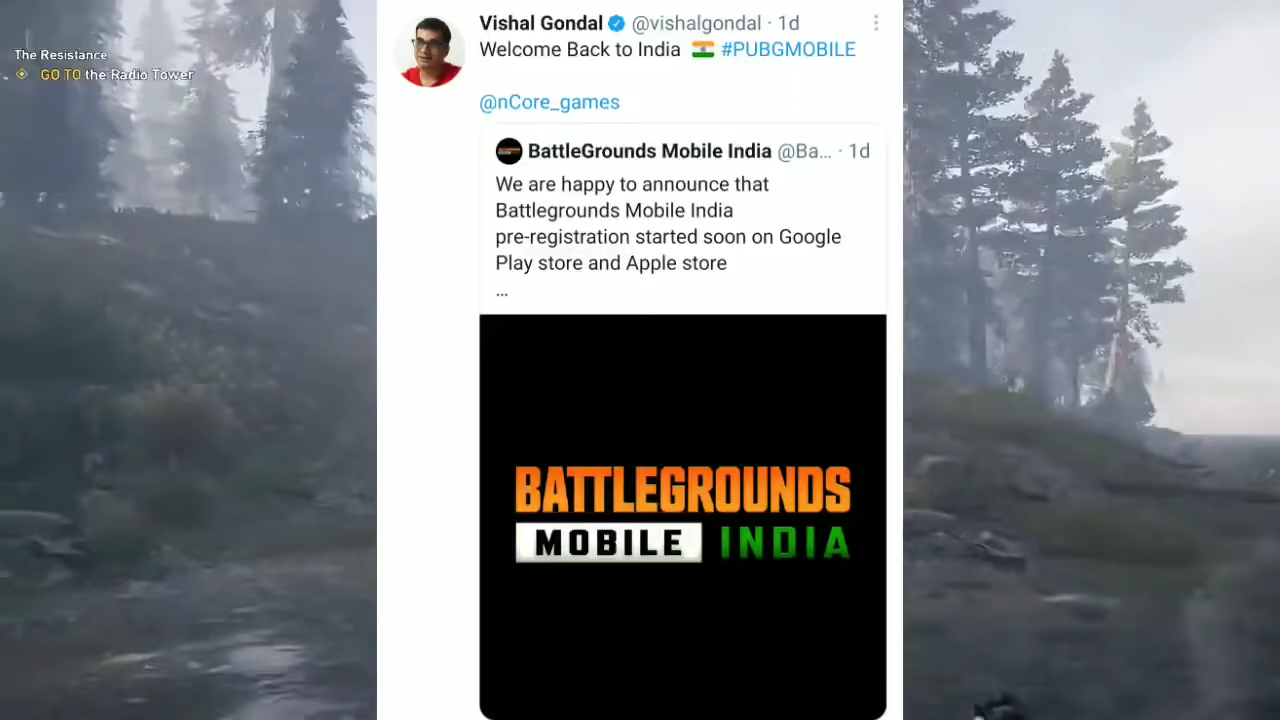 The Resistance
GO TO the Radio Tower
Vishal Gondal @vishalgondal · 1d
Welcome Back to India 🇮🇳 #PUBGMOBILE
@nCore_games
BattleGrounds Mobile India @Ba... · 1d
We are happy to announce that
Battlegrounds Mobile India
pre-registration started soon on Google
Play store and Apple store
...
BATTLEGROUNDS
MOBILE INDIA